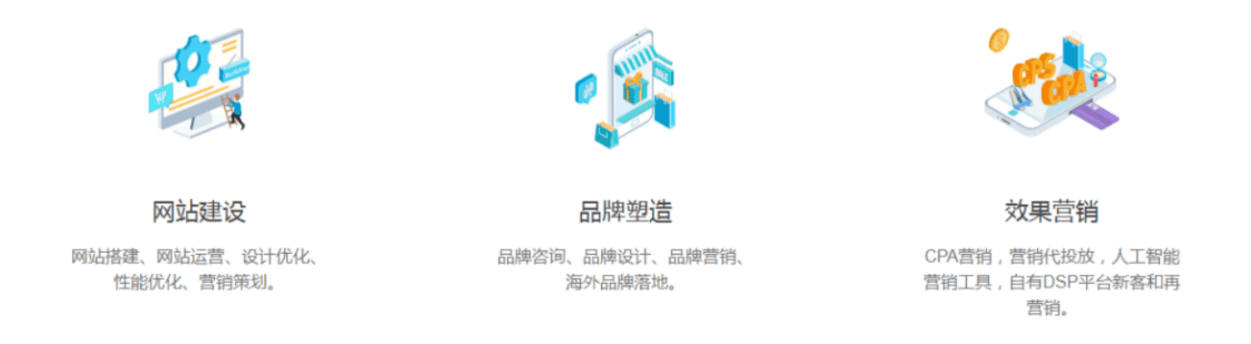 CPS
CPA
网站建设
品牌塑造
效果营销
网站搭建、网站运营、设计优化、
性能优化、营销策划。
品牌咨询、品牌设计、品牌营销、
海外品牌落地。
CPA营销，营销代投放，人工智能
营销工具，自有DSP平台新客和再
营销。